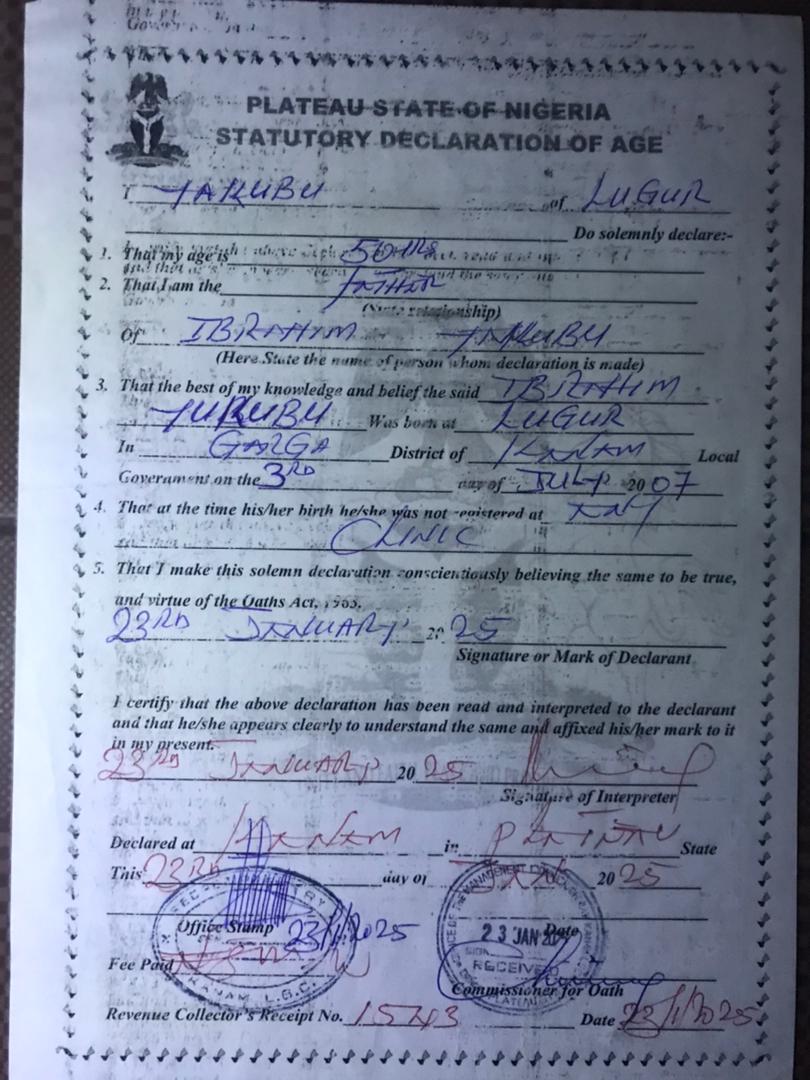 PLATEAU STATE OF NIGERIA
STATUTORY DECLARATION OF AGE
I YAKUBU of LUGUR
Do solemnly declare:-
1. That my age is 50YRS
2. That I am the FATHER
(State relationship)
Of IBRAHIM YAKUBU
(Here State the name of person whom declaration is made)
3. That the best of my knowledge and belief the said IBRAHIM
YUKUBU Was born at LUGUR
In GARGA District of KANAM Local
Government on the 3RD day of JULY 2007
4. That at the time his/her birth he/she was not registered at ANY
CLINIC
5. That I make this solemn declaration conscientiously believing the same to be true,
and virtue of the Oaths Act, 1963.
23RD JANUARY 2025
Signature or Mark of Declarant
I certify that the above declaration has been read and interpreted to the declarant
and that he/she appears clearly to understand the same and affixed his/her mark to it
in my present.
23RD JANUARY 2025
Signature of Interpreter
Declared at KANAM in PLATEAU State
This 23RD day of JAN 2025
Office Stamp 23/1/2025
23 JAN
Date
RECEIVED
KANAM L.G.C.
Fee Paid
Commissioner for Oath
Revenue Collector's Receipt No. 15743 Date 23/1/2025